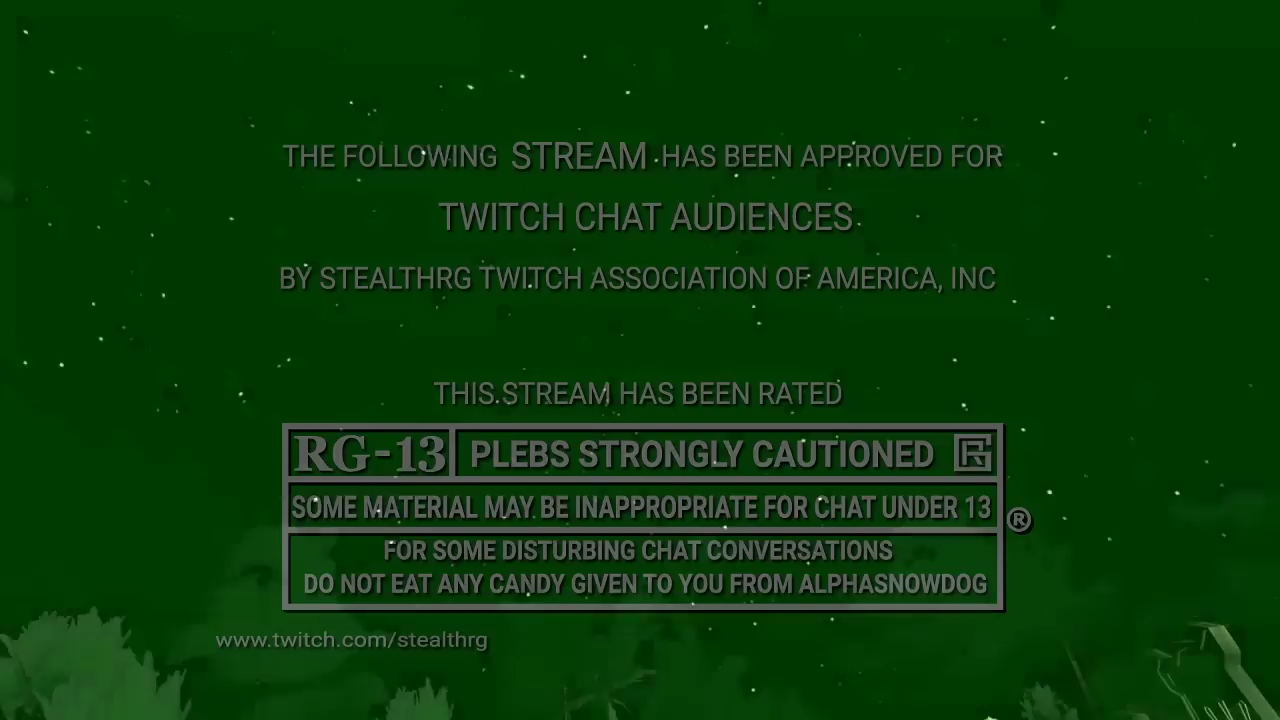 THE FOLLOWING STREAM HAS BEEN APPROVED FOR
TWITCH CHAT AUDIENCES
BY STEALTHRG TWITCH ASSOCIATION OF AMERICA, INC
THIS STREAM HAS BEEN RATED
RG-13 PLEBS STRONGLY CAUTIONED RG
SOME MATERIAL MAY BE INAPPROPRIATE FOR CHAT UNDER 13
®
FOR SOME DISTURBING CHAT CONVERSATIONS
DO NOT EAT ANY CANDY GIVEN TO YOU FROM ALPHASNOWDOG
www.twitch.com/stealthrg